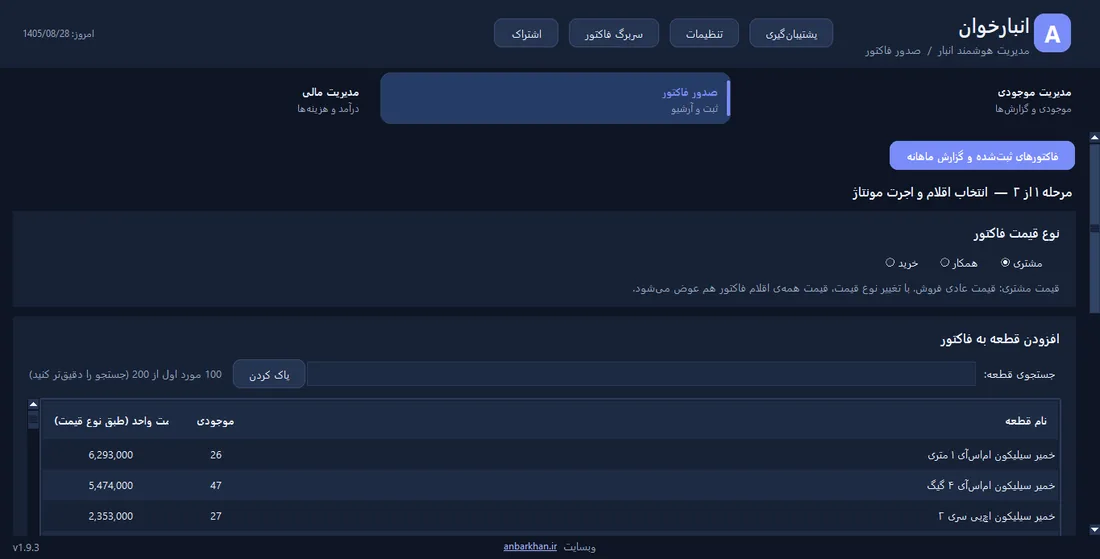 A
انبارخوان
مدیریت هوشمند انبار / صدور فاکتور
پشتیبان‌گیری
تنظیمات
سربرگ فاکتور
اشتراک
امروز: 1405/08/28
مدیریت موجودی
موجودی و گزارش‌ها
صدور فاکتور
ثبت و آرشیو
مدیریت مالی
درآمد و هزینه‌ها
فاکتورهای ثبت‌شده و گزارش ماهانه
مرحله ۱ از ۲ — انتخاب اقلام و اجرت مونتاژ
نوع قیمت فاکتور
مشتری
همکار
خرید
قیمت مشتری: قیمت عادی فروش. با تغییر نوع قیمت، قیمت همه‌ی اقلام فاکتور هم عوض می‌شود.
افزودن قطعه به فاکتور
جستجوی قطعه:
پاک کردن
100 مورد اول از 200 (جستجو را دقیق‌تر کنید)
نام قطعه موجودی مت واحد (طبق نوع قیمت)
خمیر سیلیکون ام‌اس‌آی ۱ متری 26 6,293,000
خمیر سیلیکون ام‌اس‌آی ۴ گیگ 47 5,474,000
خمیر سیلیکون اچ‌پی سری ۲ 27 2,353,000
وبسایت anbarkhan.ir
v1.9.3